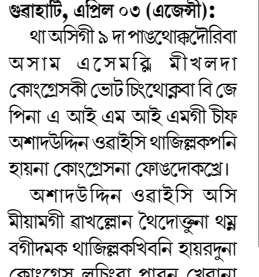 গুৱাহাটি, এপ্রিল ০৩ (এজেন্সী):
থা অসিগী ৯ দা পাঙথোক্কদৌরিবা
অসাম এসেমব্লি মীখলদা
কোংগ্রেসকী ভোট চিংথোক্নবা বি জে
পিনা এ আই এম আই এমগী চীফ
অশাদউদ্দিন ওৱাইসি থাজিল্লকপনি
হায়না কোংগ্রেসনা ফোঙদোকখ্রে।
অশাদউদ্দিন ওৱাইসি অসি
মীয়ামগী ৱাখল্লোন থৈদোক্তুনা থম্ন
বগীদমক থাজিল্লকখিবনি হায়রদুনা
কোংগ্রেস লুচিংবা পাবন খেরানা